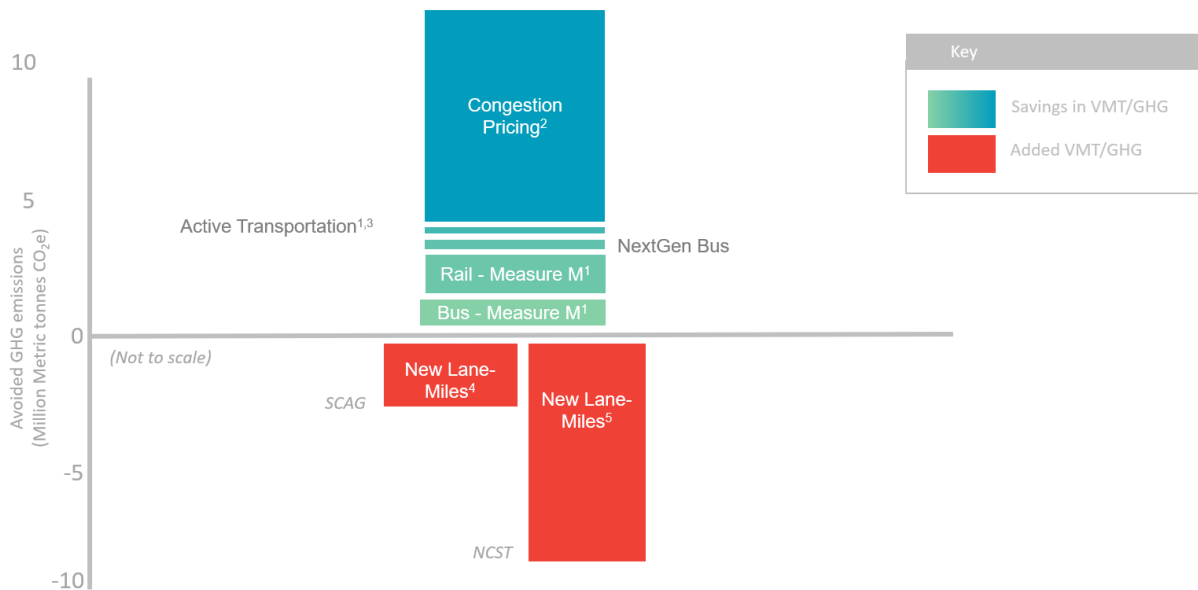 10
5
0
-5
-10
Avoided GHG emissions
(Million Metric tonnes CO₂e)
Congestion
Pricing²
Active Transportation¹,³
NextGen Bus
Rail - Measure M¹
Bus - Measure M¹
(Not to scale)
New Lane-
Miles⁴
SCAG
New Lane-
Miles⁵
NCST
Key
Savings in VMT/GHG
Added VMT/GHG